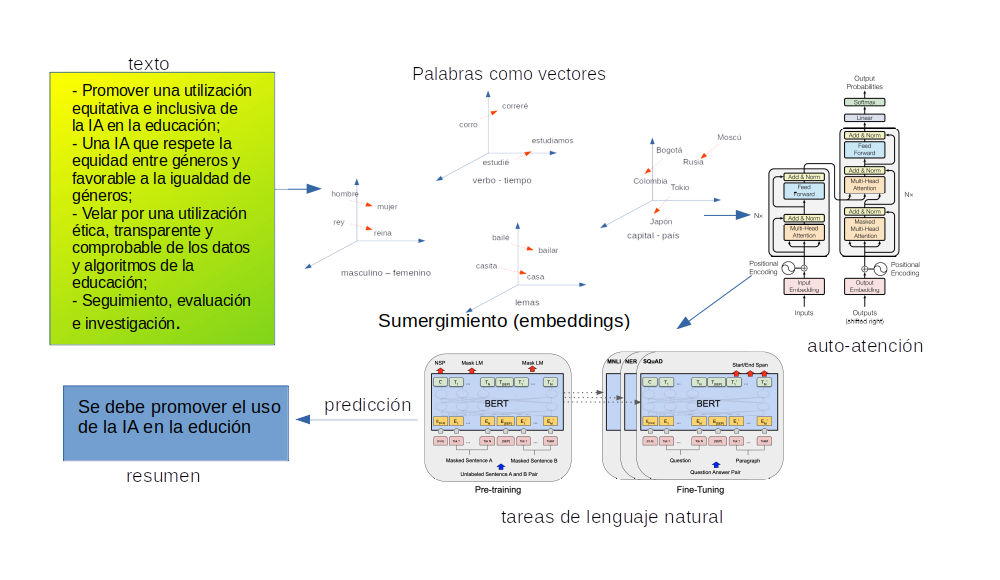 texto
- Promover una utilización
equitativa e inclusiva de
la IA en la educación;
- Una IA que respete la
equidad entre géneros y
favorable a la igualdad de
géneros;
- Velar por una utilización
ética, transparente y
comprobable de los datos
y algoritmos de la
educación;
- Seguimiento, evaluación
e investigación.
Palabras como vectores
correré
corro
estudiamos
estudié
verbo - tiempo
hombre
mujer
rey
reina
masculino – femenino
bailé
bailar
casita
casa
lemas
Moscú
Bogotá
Rusia
Colombia
Tokio
Japón
capital - país
Sumergimiento (embeddings)
Output
Probabilities
Softmax
Linear
Add & Norm
Feed
Forward
Add & Norm
Multi-Head
Attention
Add & Norm
Masked
Multi-Head
Attention
Nx
Add & Norm
Feed
Forward
Add & Norm
Multi-Head
Attention
Nx
Positional
Encoding
Positional
Encoding
Input
Embedding
Output
Embedding
Inputs
Outputs
(shifted right)
auto-atención
NSP
Mask LM
Mask LM
BERT
Masked Sentence A
Masked Sentence B
Unlabeled Sentence A and B Pair
Pre-training
MNLI
NER
SQuAD
Start/End Span
BERT
Question
Paragraph
Question Answer Pair
Fine-Tuning
tareas de lenguaje natural
predicción
Se debe promover el uso
de la IA en la edución
resumen